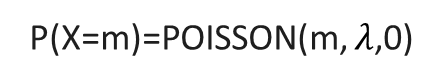 P(X=m)=POISSON(m, λ,0)